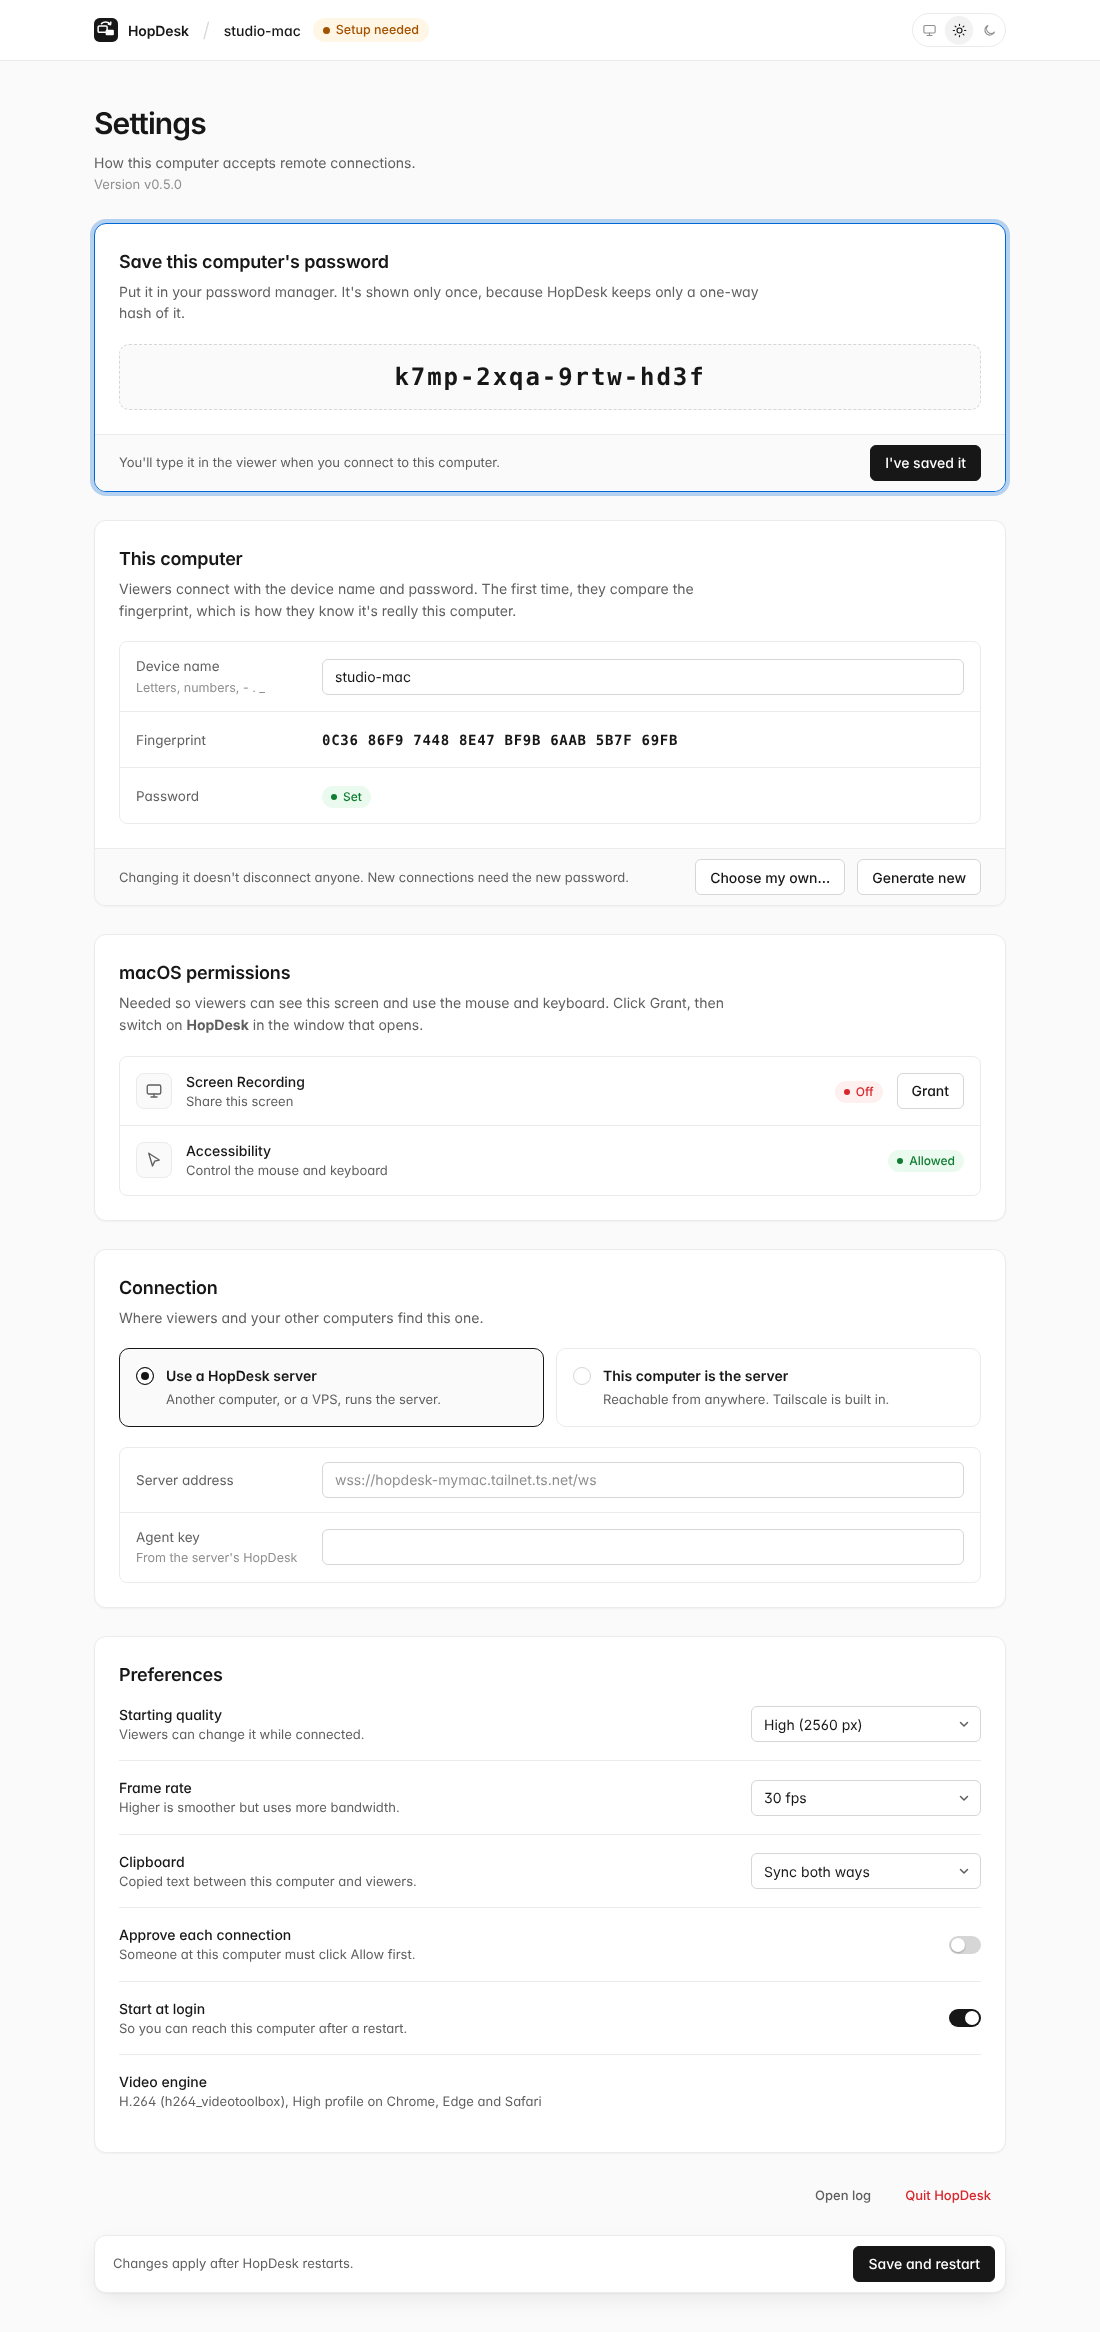 HopDesk / studio-mac Setup needed
Settings
How this computer accepts remote connections.
Version v0.5.0
Save this computer's password
Put it in your password manager. It's shown only once, because HopDesk keeps only a one-way
hash of it.
k7mp-2xqa-9rtw-hd3f
You'll type it in the viewer when you connect to this computer.
I've saved it
This computer
Viewers connect with the device name and password. The first time, they compare the
fingerprint, which is how they know it's really this computer.
Device name
Letters, numbers, - . _
studio-mac
Fingerprint
0C36 86F9 7448 8E47 BF9B 6AAB 5B7F 69FB
Password
Set
Changing it doesn't disconnect anyone. New connections need the new password.
Choose my own...
Generate new
macOS permissions
Needed so viewers can see this screen and use the mouse and keyboard. Click Grant, then
switch on HopDesk in the window that opens.
Screen Recording
Share this screen
Off
Grant
Accessibility
Control the mouse and keyboard
Allowed
Connection
Where viewers and your other computers find this one.
Use a HopDesk server
Another computer, or a VPS, runs the server.
This computer is the server
Reachable from anywhere. Tailscale is built in.
Server address
wss://hopdesk-mymac.tailnet.ts.net/ws
Agent key
From the server's HopDesk
Preferences
Starting quality
Viewers can change it while connected.
High (2560 px)
Frame rate
Higher is smoother but uses more bandwidth.
30 fps
Clipboard
Copied text between this computer and viewers.
Sync both ways
Approve each connection
Someone at this computer must click Allow first.
Start at login
So you can reach this computer after a restart.
Video engine
H.264 (h264_videotoolbox), High profile on Chrome, Edge and Safari
Open log
Quit HopDesk
Changes apply after HopDesk restarts.
Save and restart